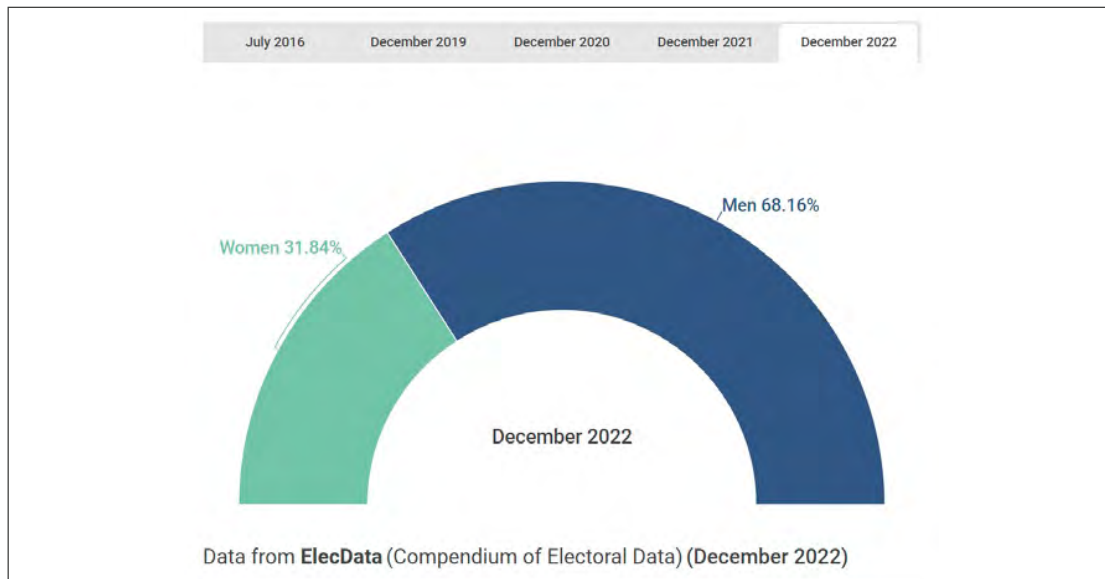 July 2016 December 2019 December 2020 December 2021 December 2022
Men 68.16%
Women 31.84%
December 2022
Data from ElecData (Compendium of Electoral Data) (December 2022)